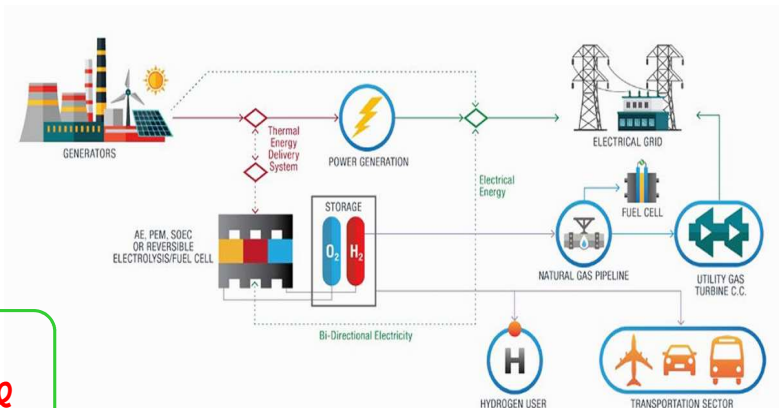 GENERATORS
Thermal
Energy
Delivery
System
POWER GENERATION
ELECTRICAL GRID
Electrical
Energy
FUEL CELL
AE, PEM, SOEC
OR REVERSIBLE
ELECTROLYSIS/FUEL CELL
STORAGE
O₂
H₂
NATURAL GAS PIPELINE
UTILITY GAS
TURBINE C.C.
Bi-Directional Electricity
H
HYDROGEN USER
TRANSPORTATION SECTOR